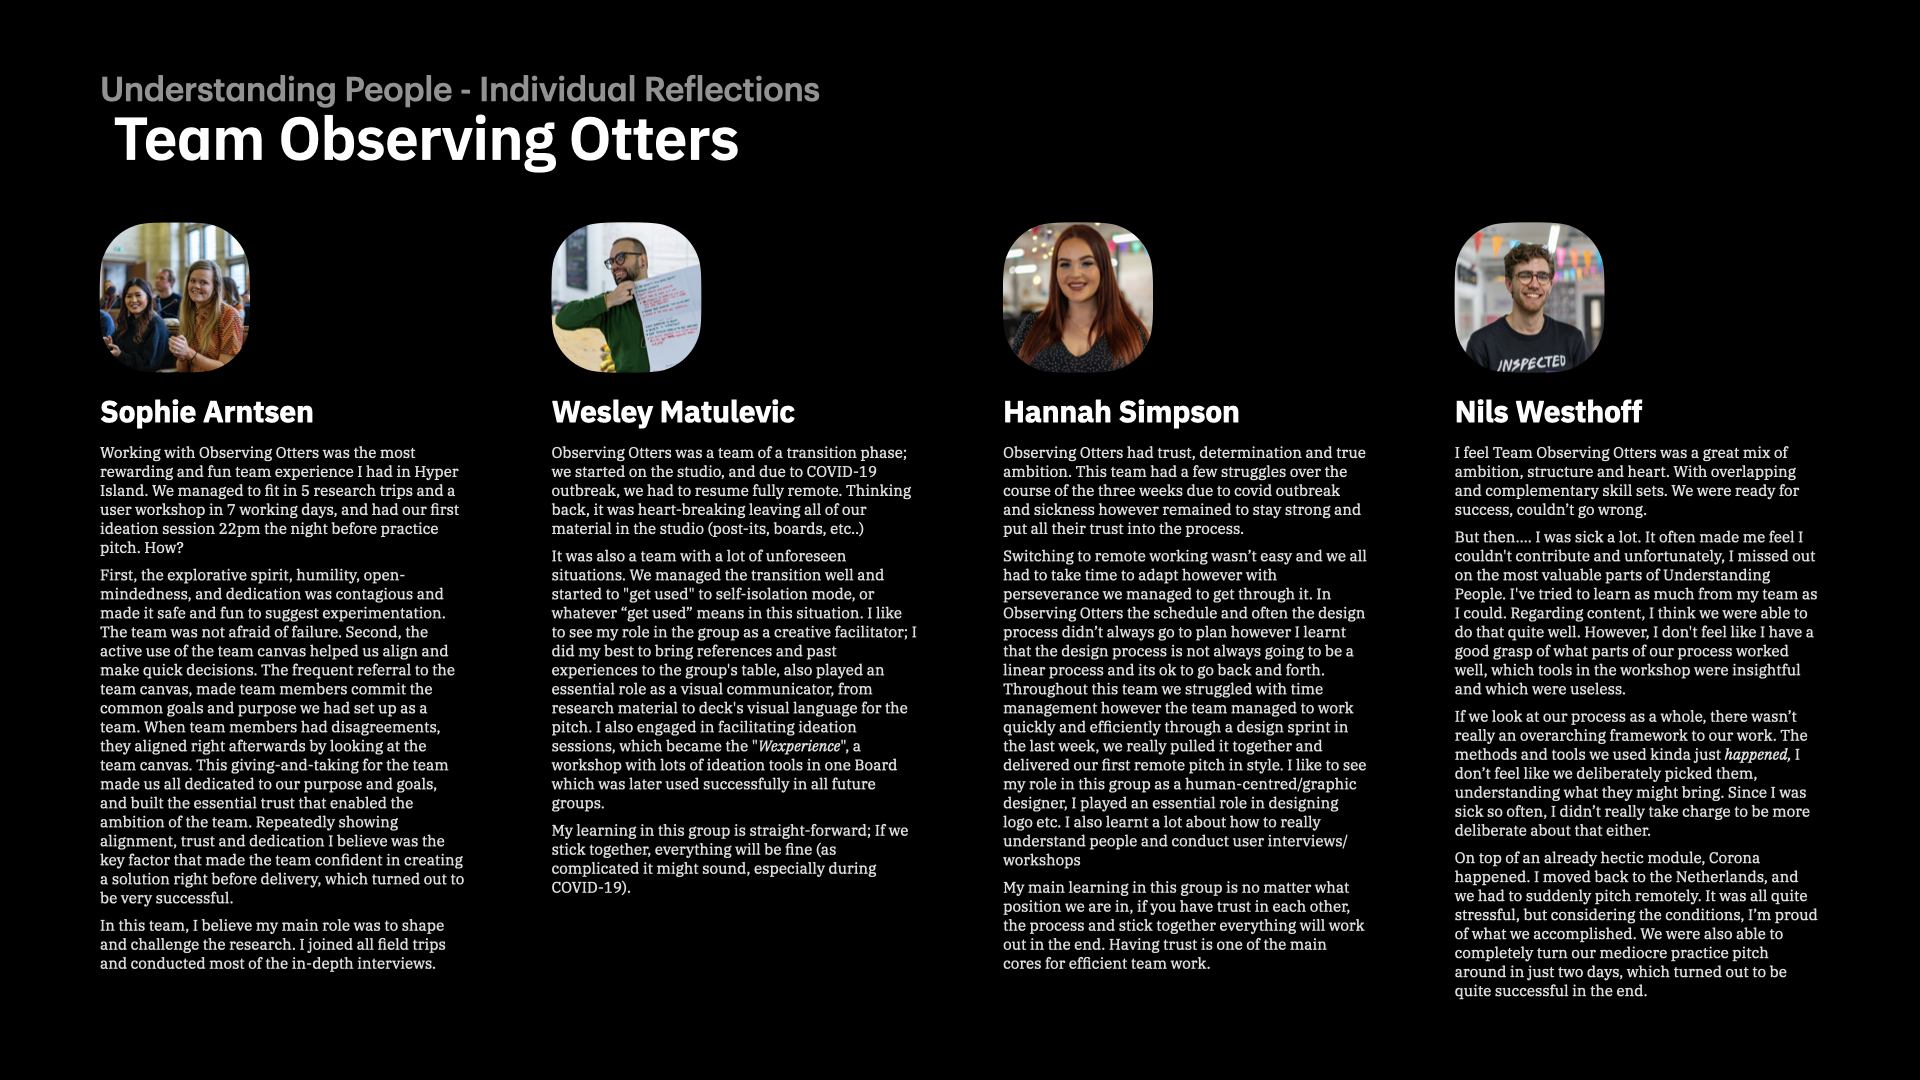 Understanding People - Individual Reflections
Team Observing Otters
INSPECTED
Sophie Arntsen
Working with Observing Otters was the most
rewarding and fun team experience I had in Hyper
Island. We managed to fit in 5 research trips and a
user workshop in 7 working days, and had our first
ideation session 22pm the night before practice
pitch. How?
First, the explorative spirit, humility, open-
mindedness, and dedication was contagious and
made it safe and fun to suggest experimentation.
The team was not afraid of failure. Second, the
active use of the team canvas helped us align and
make quick decisions. The frequent referral to the
team canvas, made team members commit the
common goals and purpose we had set up as a
team. When team members had disagreements,
they aligned right afterwards by looking at the
team canvas. This giving-and-taking for the team
made us all dedicated to our purpose and goals,
and built the essential trust that enabled the
ambition of the team. Repeatedly showing
alignment, trust and dedication I believe was the
key factor that made the team confident in creating
a solution right before delivery, which turned out to
be very successful.
In this team, I believe my main role was to shape
and challenge the research. I joined all field trips
and conducted most of the in-depth interviews.
Wesley Matulevic
Observing Otters was a team of a transition phase;
we started on the studio, and due to COVID-19
outbreak, we had to resume fully remote. Thinking
back, it was heart-breaking leaving all of our
material in the studio (post-its, boards, etc..)
It was also a team with a lot of unforeseen
situations. We managed the transition well and
started to "get used" to self-isolation mode, or
whatever “get used” means in this situation. I like
to see my role in the group as a creative facilitator; I
did my best to bring references and past
experiences to the group's table, also played an
essential role as a visual communicator, from
research material to deck's visual language for the
pitch. I also engaged in facilitating ideation
sessions, which became the "Wexperience", a
workshop with lots of ideation tools in one Board
which was later used successfully in all future
groups.
My learning in this group is straight-forward; If we
stick together, everything will be fine (as
complicated it might sound, especially during
COVID-19).
Hannah Simpson
Observing Otters had trust, determination and true
ambition. This team had a few struggles over the
course of the three weeks due to covid outbreak
and sickness however remained to stay strong and
put all their trust into the process.
Switching to remote working wasn’t easy and we all
had to take time to adapt however with
perseverance we managed to get through it. In
Observing Otters the schedule and often the design
process didn’t always go to plan however I learnt
that the design process is not always going to be a
linear process and its ok to go back and forth.
Throughout this team we struggled with time
management however the team managed to work
quickly and efficiently through a design sprint in
the last week, we really pulled it together and
delivered our first remote pitch in style. I like to see
my role in this group as a human-centred/graphic
designer, I played an essential role in designing
logo etc. I also learnt a lot about how to really
understand people and conduct user interviews/
workshops
My main learning in this group is no matter what
position we are in, if you have trust in each other,
the process and stick together everything will work
out in the end. Having trust is one of the main
cores for efficient team work.
Nils Westhoff
I feel Team Observing Otters was a great mix of
ambition, structure and heart. With overlapping
and complementary skill sets. We were ready for
success, couldn’t go wrong.
But then.... I was sick a lot. It often made me feel I
couldn't contribute and unfortunately, I missed out
on the most valuable parts of Understanding
People. I've tried to learn as much from my team as
I could. Regarding content, I think we were able to
do that quite well. However, I don't feel like I have a
good grasp of what parts of our process worked
well, which tools in the workshop were insightful
and which were useless.
If we look at our process as a whole, there wasn’t
really an overarching framework to our work. The
methods and tools we used kinda just happened, I
don’t feel like we deliberately picked them,
understanding what they might bring. Since I was
sick so often, I didn’t really take charge to be more
deliberate about that either.
On top of an already hectic module, Corona
happened. I moved back to the Netherlands, and
we had to suddenly pitch remotely. It was all quite
stressful, but considering the conditions, I’m proud
of what we accomplished. We were also able to
completely turn our mediocre practice pitch
around in just two days, which turned out to be
quite successful in the end.